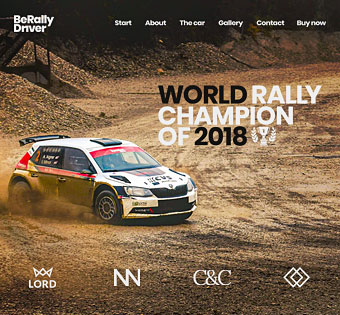 BeRally
Driver
Start About The car Gallery Contact Buy now
WORLD RALLY
CHAMPION
OF 2018
LORD
NN
C&C